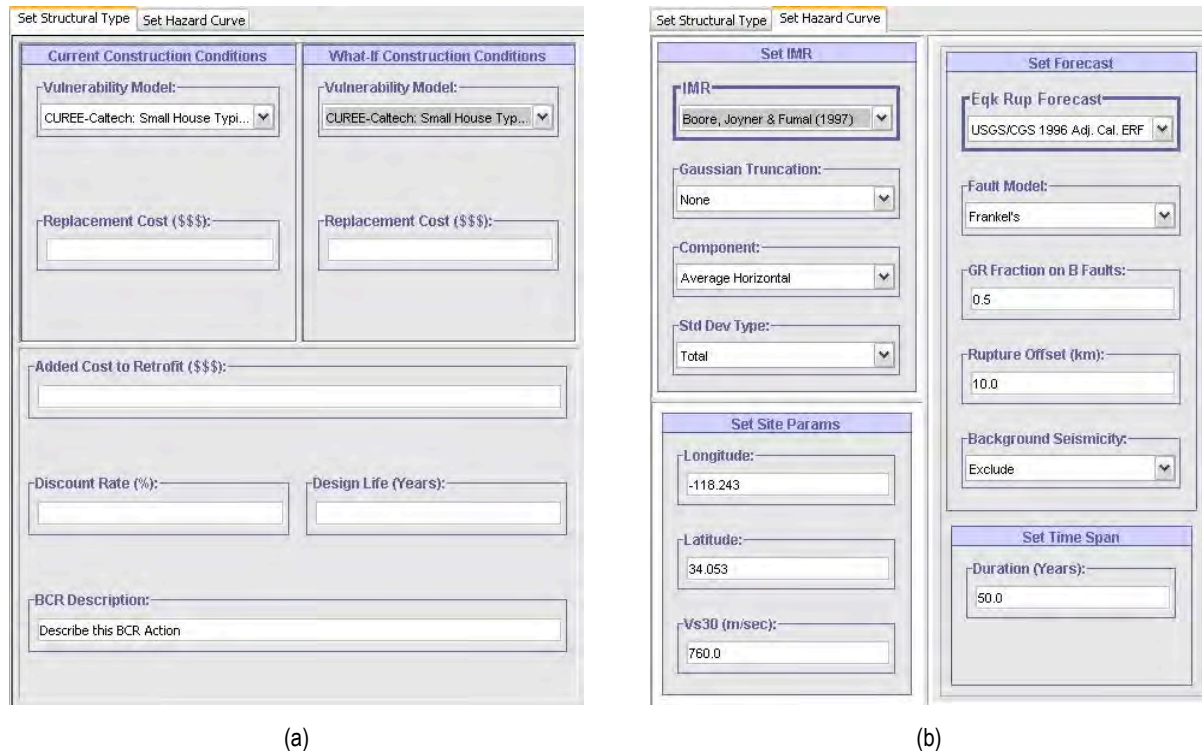 Set Structural Type Set Hazard Curve
Current Construction Conditions
Vulnerability Model:
CUREE-Caltech: Small House Typi...
Replacement Cost ($$$):
What-If Construction Conditions
Vulnerability Model:
CUREE-Caltech: Small House Typ...
Replacement Cost ($$$):
Added Cost to Retrofit ($$$):
Discount Rate (%):
Design Life (Years):
BCR Description:
Describe this BCR Action
(a)
Set Structural Type Set Hazard Curve
Set IMR
IMR
Boore, Joyner & Fumal (1997)
Gaussian Truncation:
None
Component:
Average Horizontal
Std Dev Type:
Total
Set Site Params
Longitude:
-118.243
Latitude:
34.053
Vs30 (m/sec):
760.0
Set Forecast
Eqk Rup Forecast
USGS/CGS 1996 Adj. Cal. ERF
Fault Model:
Frankel's
GR Fraction on B Faults:
0.5
Rupture Offset (km):
10.0
Background Seismicity:
Exclude
Set Time Span
Duration (Years):
50.0
(b)